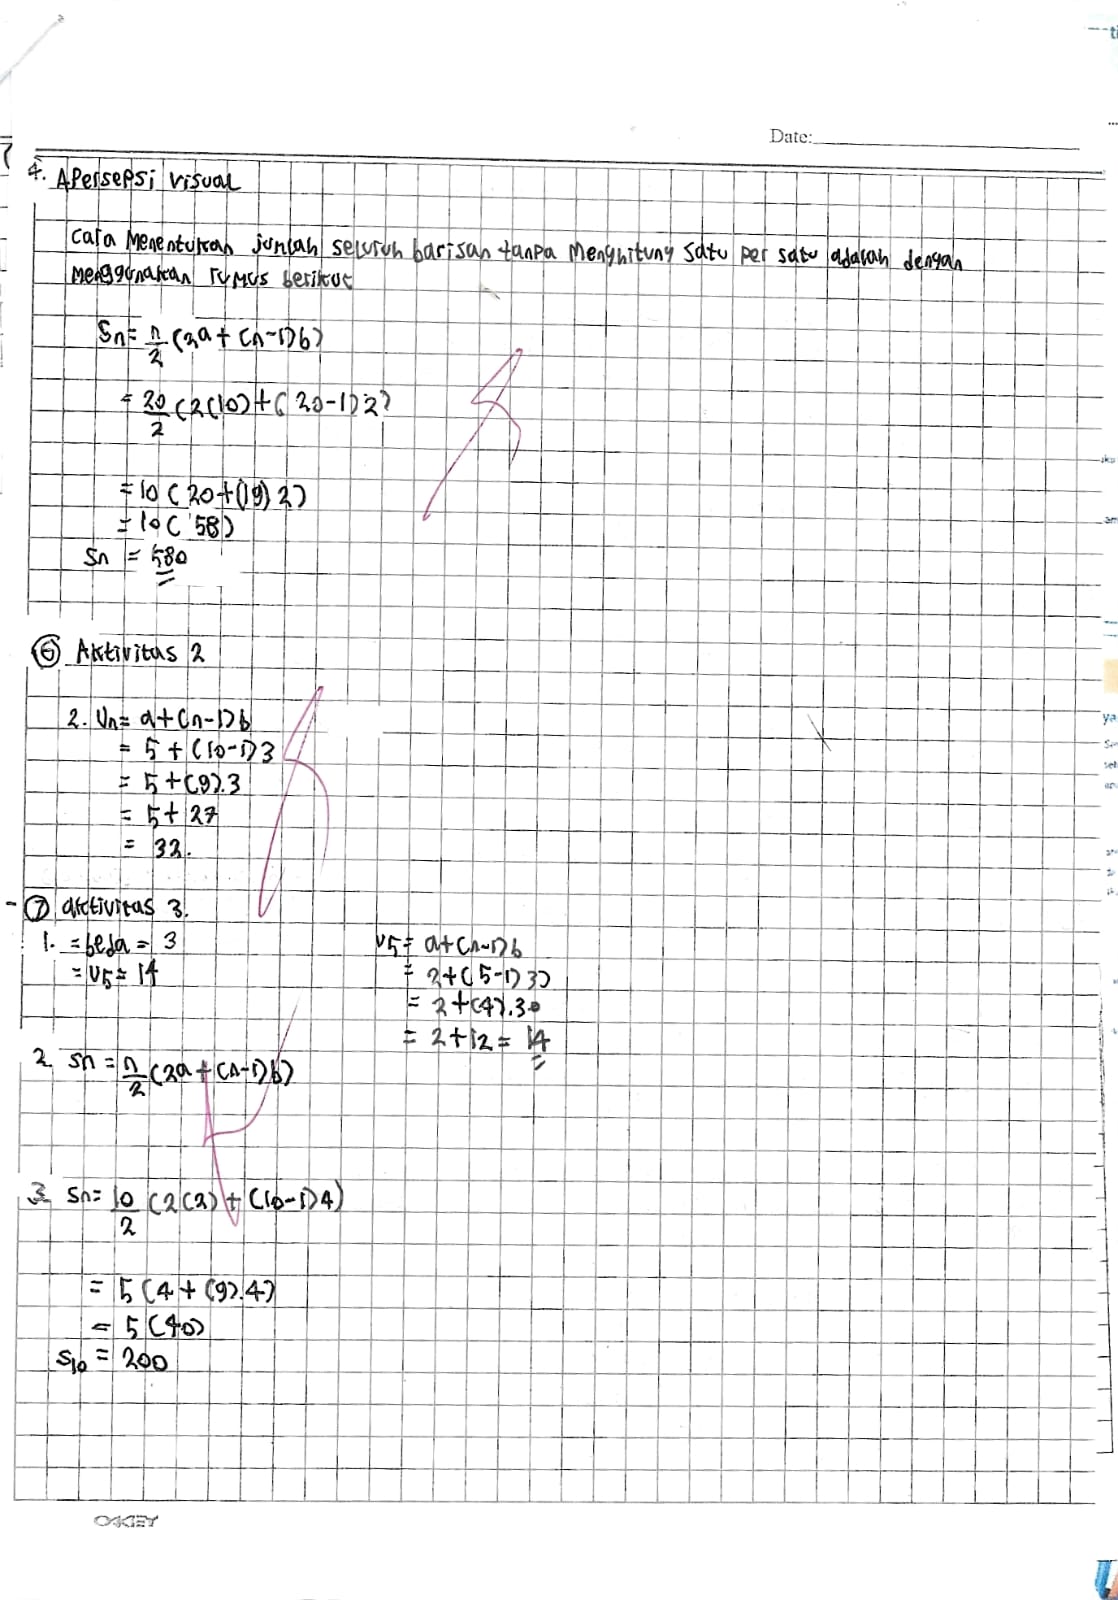 Date:
4. Apersepsi visual
Cara Menentukan jumlah seluruh barisan tanpa Menghitung satu per satu adalah dengan
menggunakan rumus berikut
Sn = n/2 (2a + (n-1)b)
= 20/2 (2(10) + (20-1)2)
= 10 (20 + (19) 2)
= 10 (58)
Sn = 580
⑥ Aktivitas 2
2. Un = a + (n-1)b
= 5 + (10-1)3
= 5 + (9).3
= 5 + 27
= 32.
- ⑦ aktivitas 3.
1. = beda = 3
= U5 = 14
U5 = a + (n-1)b
= 2 + (5-1)3)
= 2 + (4).3
= 2 + 12 = 14
2. Sn = n/2 (2a + (n-1)b)
3. Sn = 10/2 (2(2) + (10-1)4)
= 5 (4 + (9).4)
= 5 (40)
S10 = 200
OKEY